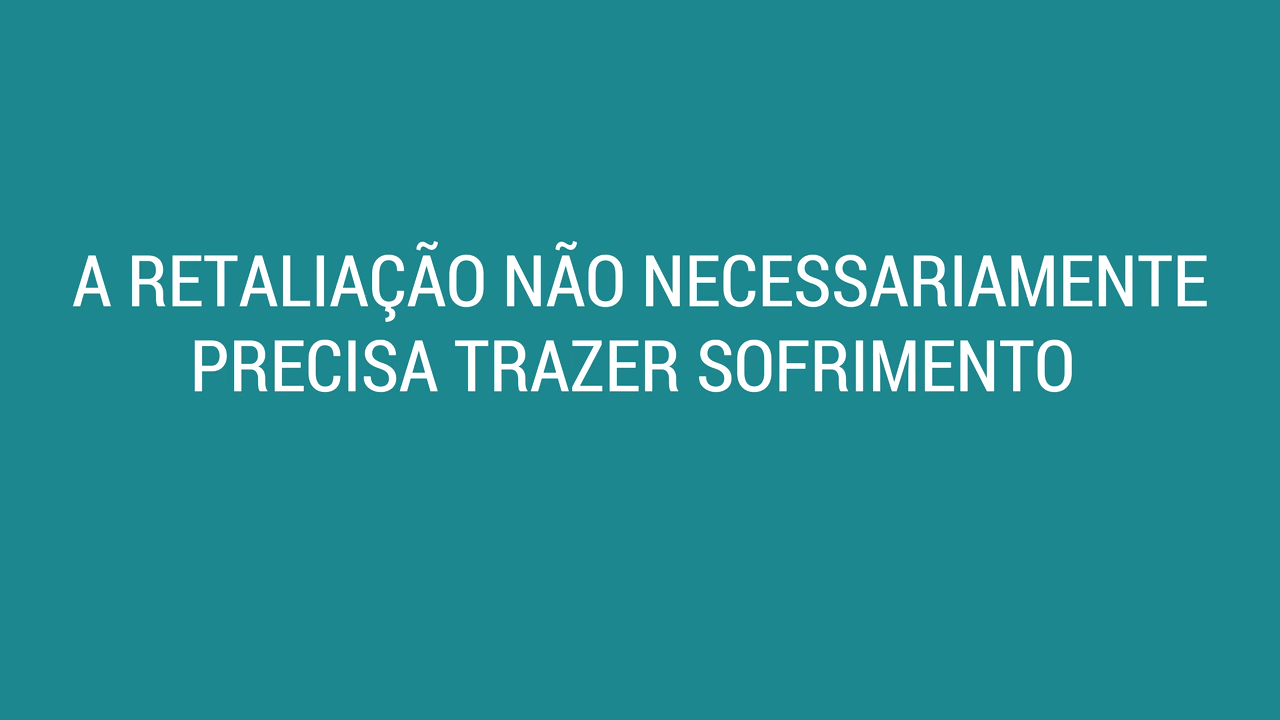 A RETALIAÇÃO NÃO NECESSARIAMENTE
PRECISA TRAZER SOFRIMENTO